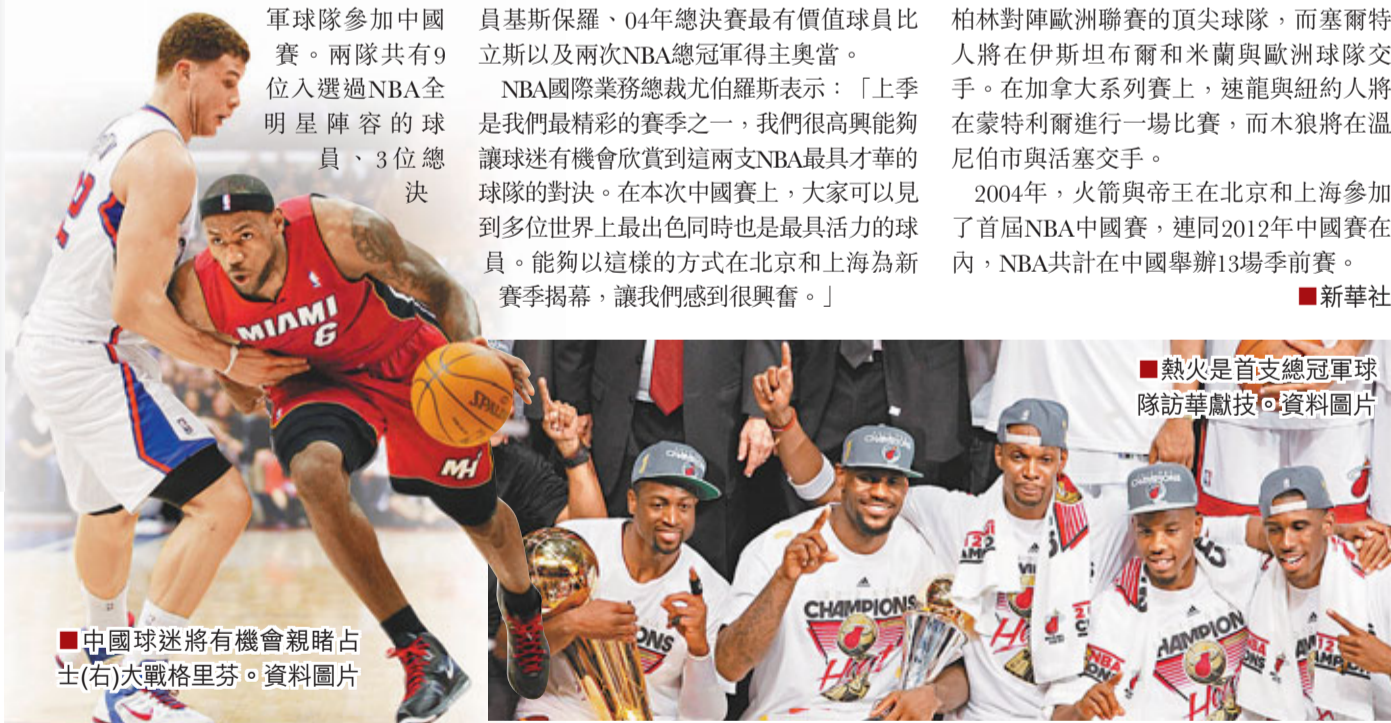 軍球隊參加中國
賽。兩隊共有9
位入選過NBA全
明星陣容的球
員、3位總
決
員基斯保羅、04年總決賽最有價值球員比
立斯以及兩次NBA總冠軍得主奧當。
NBA國際業務總裁尤伯羅斯表示：「上季
是我們最精彩的賽季之一，我們很高興能夠
讓球迷有機會欣賞到這兩支NBA最具才華的
球隊的對決。在本次中國賽上，大家可以見
到多位世界上最出色同時也是最具活力的球
員。能夠以這樣的方式在北京和上海為新
賽季揭幕，讓我們感到很興奮。」
柏林對陣歐洲聯賽的頂尖球隊，而塞爾特
人將在伊斯坦布爾和米蘭與歐洲球隊交
手。在加拿大系列賽上，速龍與紐約人將
在蒙特利爾進行一場比賽，而木狼將在溫
尼伯市與活塞交手。
2004年，火箭與帝王在北京和上海參加
了首屆NBA中國賽，連同2012年中國賽在
內，NBA共計在中國舉辦13場季前賽。
■新華社
MIAMI
6
SPALD
MH
■中國球迷將有機會親睹占
士(右)大戰格里芬。資料圖片
■熱火是首支總冠軍球
隊訪華獻技。資料圖片
CHAMPIONS
CHAMPIONS
Heat
CHAMPIONS
AMPION